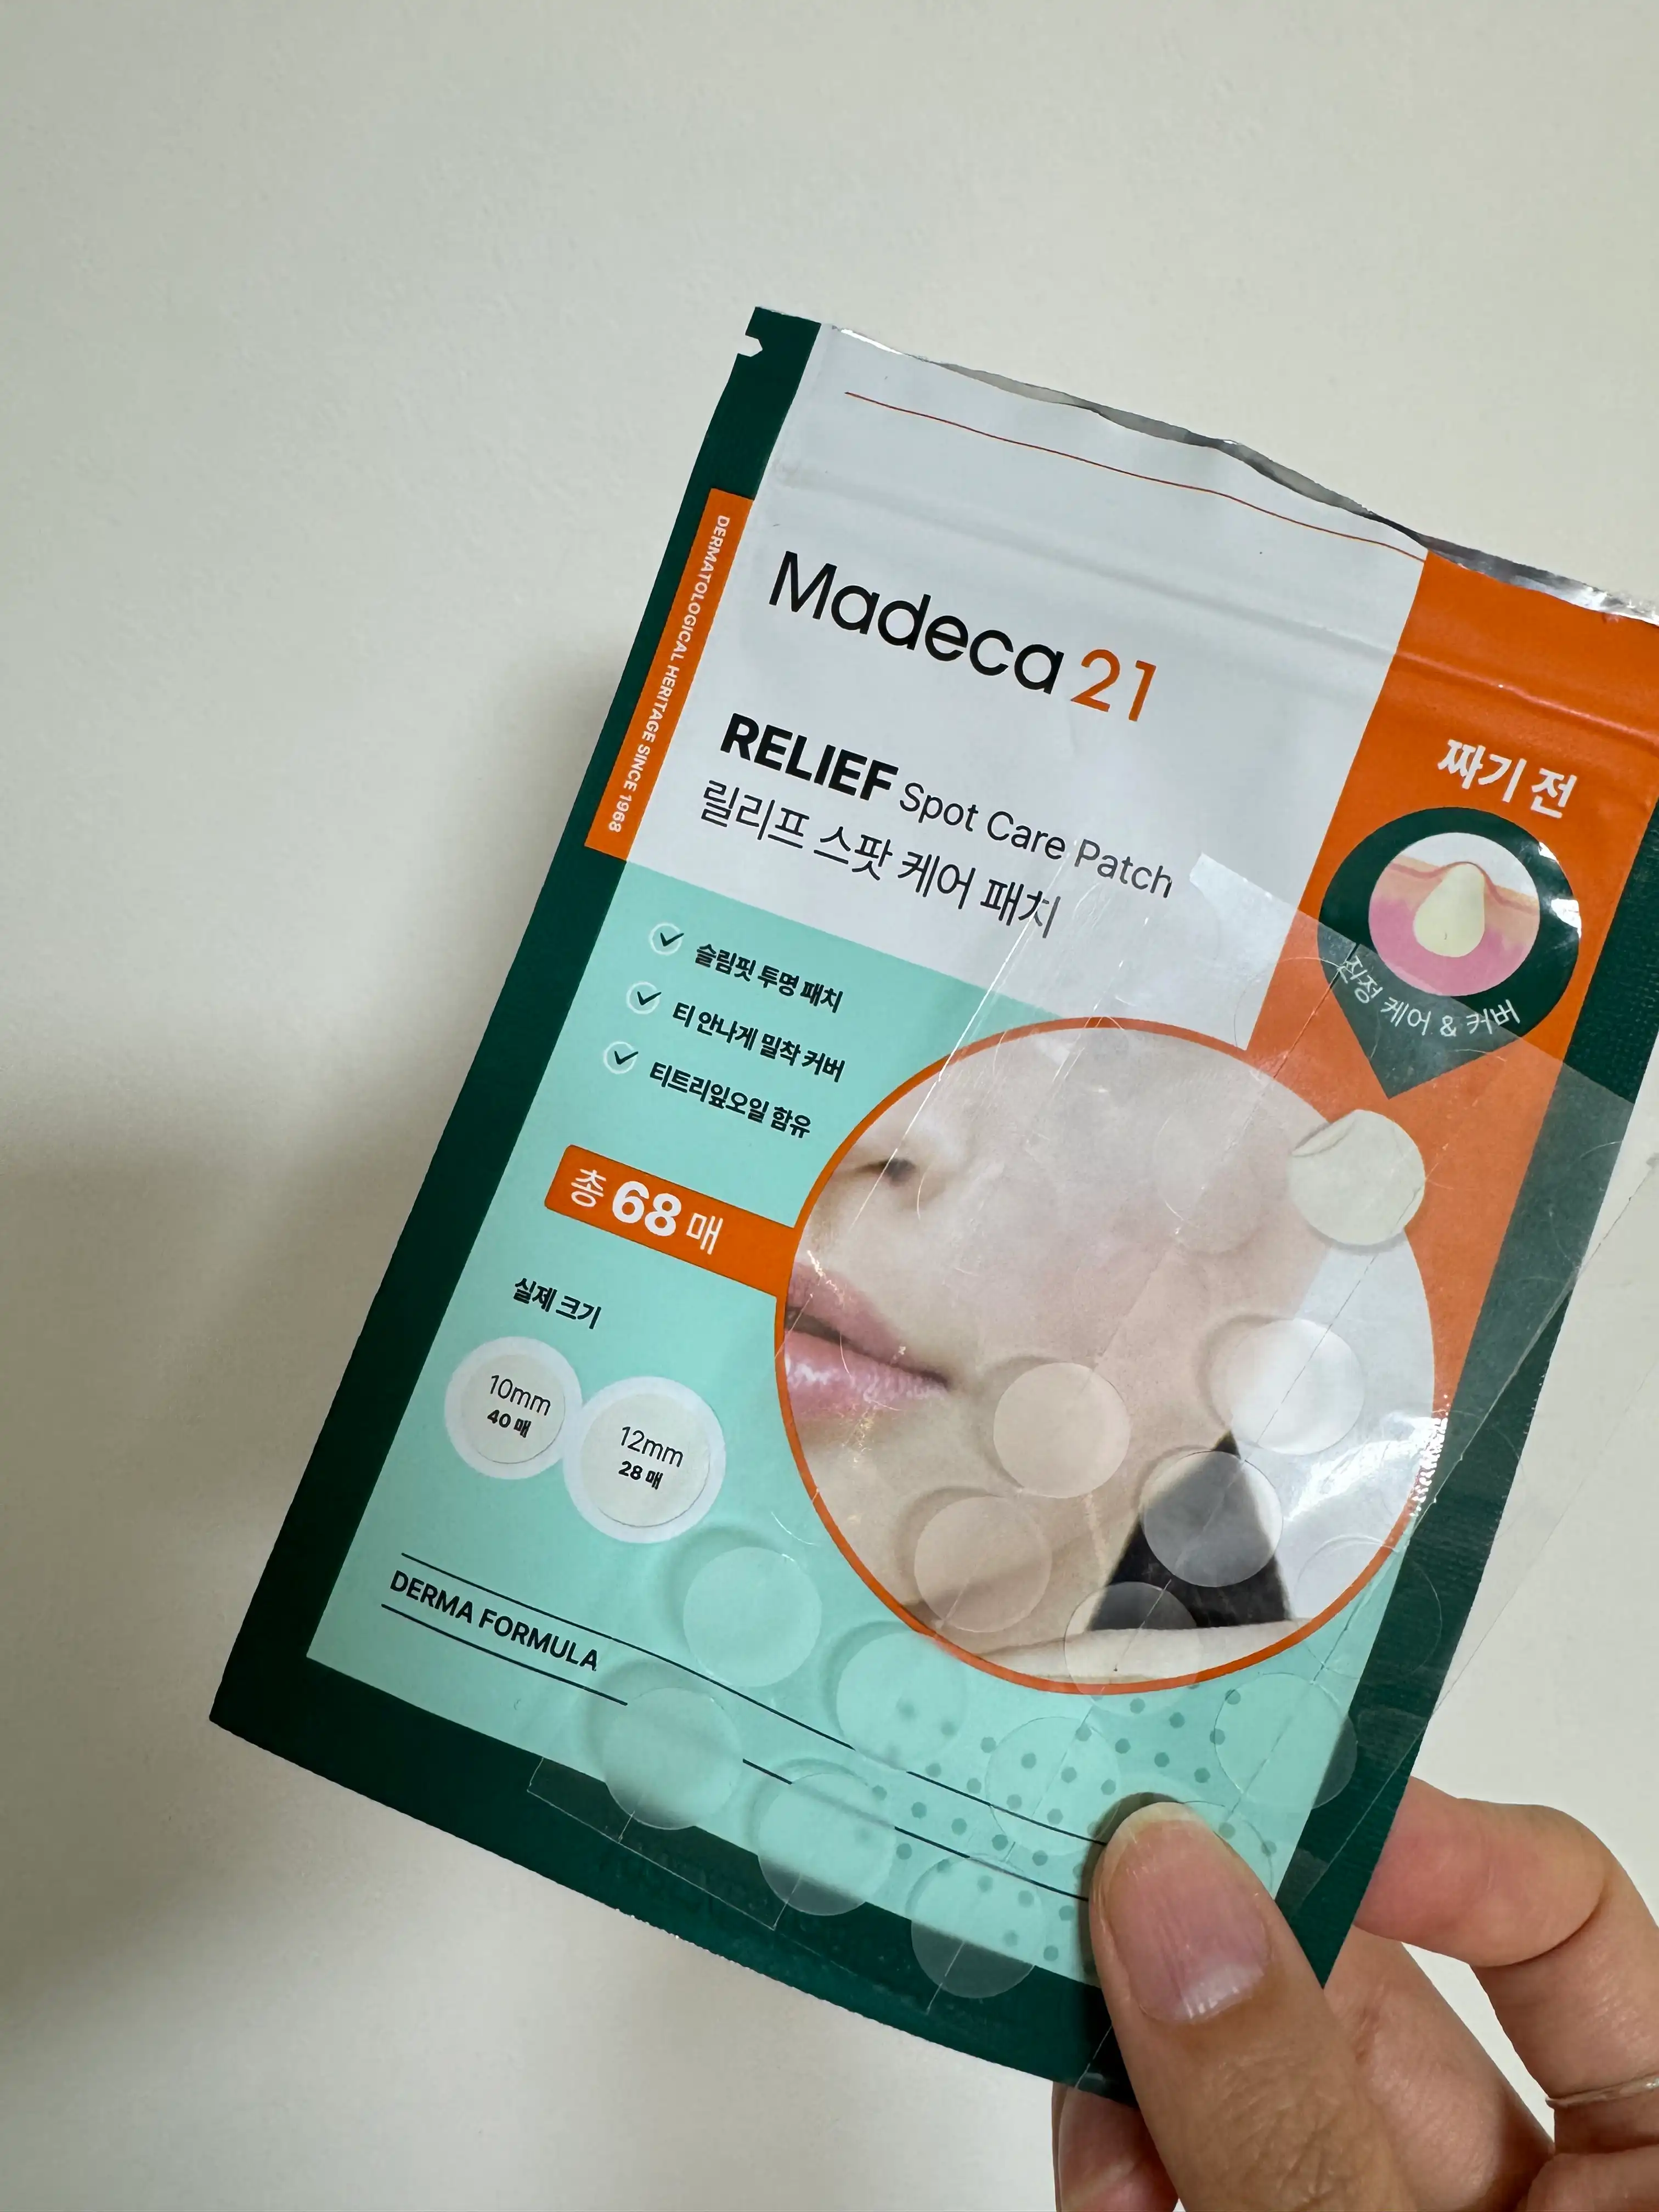 DERMATOLOGICAL HERITAGE SINCE 1968
Madeca 21
RELIEF Spot Care Patch
릴리프 스팟 케어 패치
짜기 전
진정 케어 & 커버
슬림핏 투명 패치
티 안나게 밀착 커버
티트리잎오일 함유
총 68 매
실제 크기
10mm
40 매
12mm
28 매
DERMA FORMULA